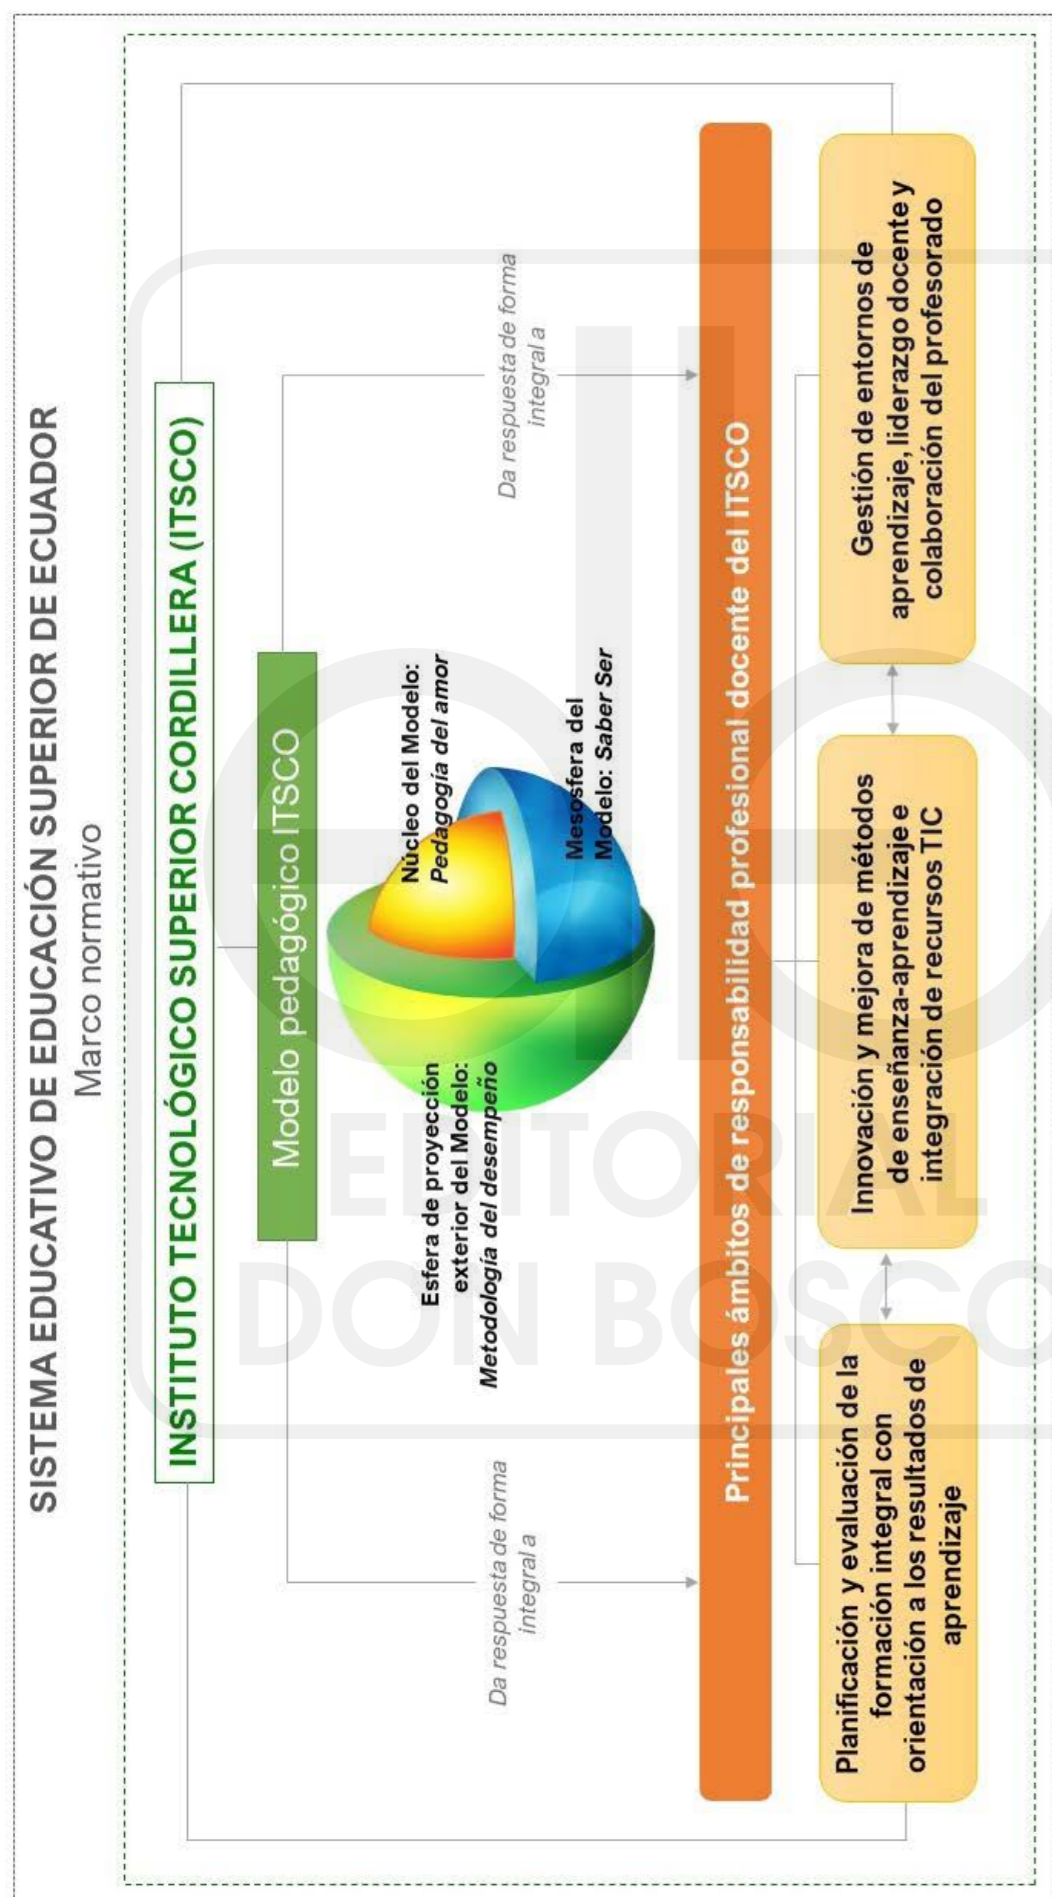 SISTEMA EDUCATIVO DE EDUCACIÓN SUPERIOR DE ECUADOR
Marco normativo
INSTITUTO TECNOLÓGICO SUPERIOR CORDILLERA (ITSCO)
Modelo pedagógico ITSCO
Esfera de proyección
exterior del Modelo:
Metodología del desempeño
Núcleo del Modelo:
Pedagogía del amor
Mesosfera del
Modelo: Saber Ser
Da respuesta de forma
integral a
Da respuesta de forma
integral a
Principales ámbitos de responsabilidad profesional docente del ITSCO
Planificación y evaluación de la
formación integral con
orientación a los resultados de
aprendizaje
Innovación y mejora de métodos
de enseñanza-aprendizaje e
integración de recursos TIC
Gestión de entornos de
aprendizaje, liderazgo docente y
colaboración del profesorado
EDITORIAL
DON BOSCO